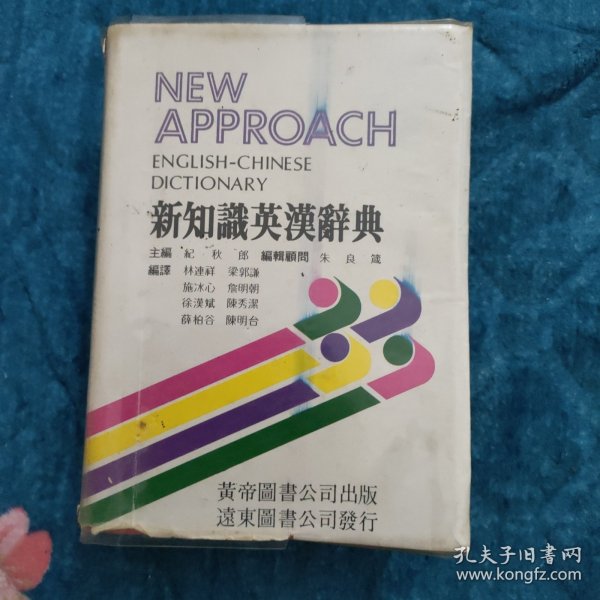 NEW
APPROACH
ENGLISH-CHINESE
DICTIONARY
新知識英漢辭典
主編 紀秋郎 編輯顧問 朱良箴
編譯 林連祥 梁郭謙
施冰心 詹明朝
徐漢斌 陳秀潔
薛柏谷 陳明台
黃帝圖書公司出版
遠東圖書公司發行
孔夫子旧书网
www.kongfz.com